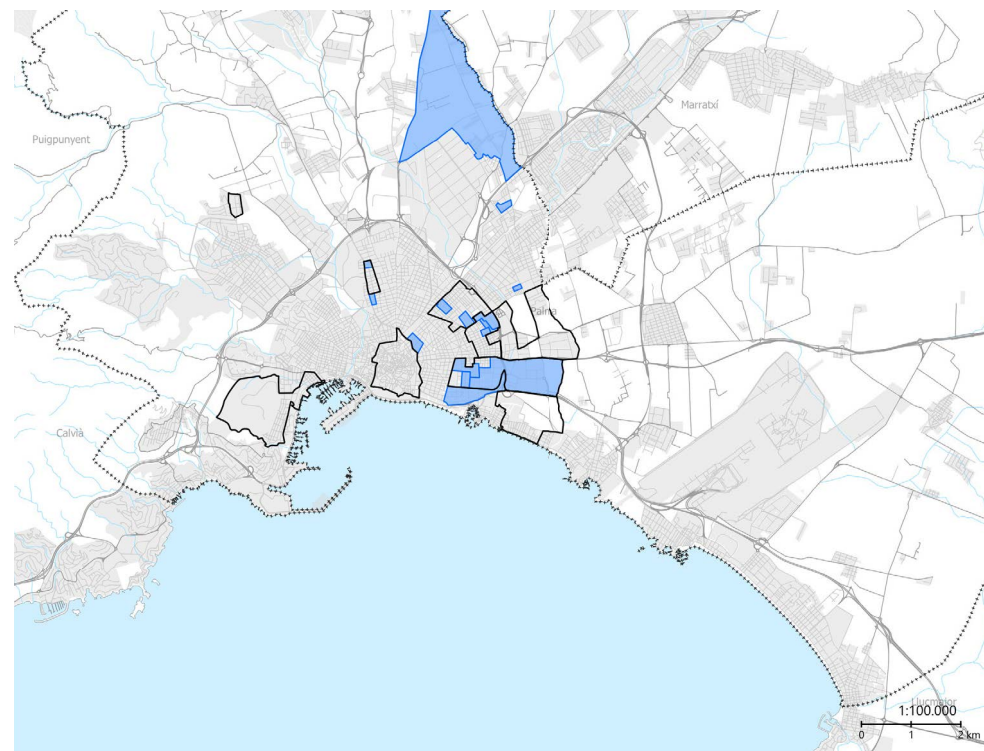 Marratxí
Puigpunyent
Palma
Calvià
Llucmajor
1:100.000
0 1 2 km